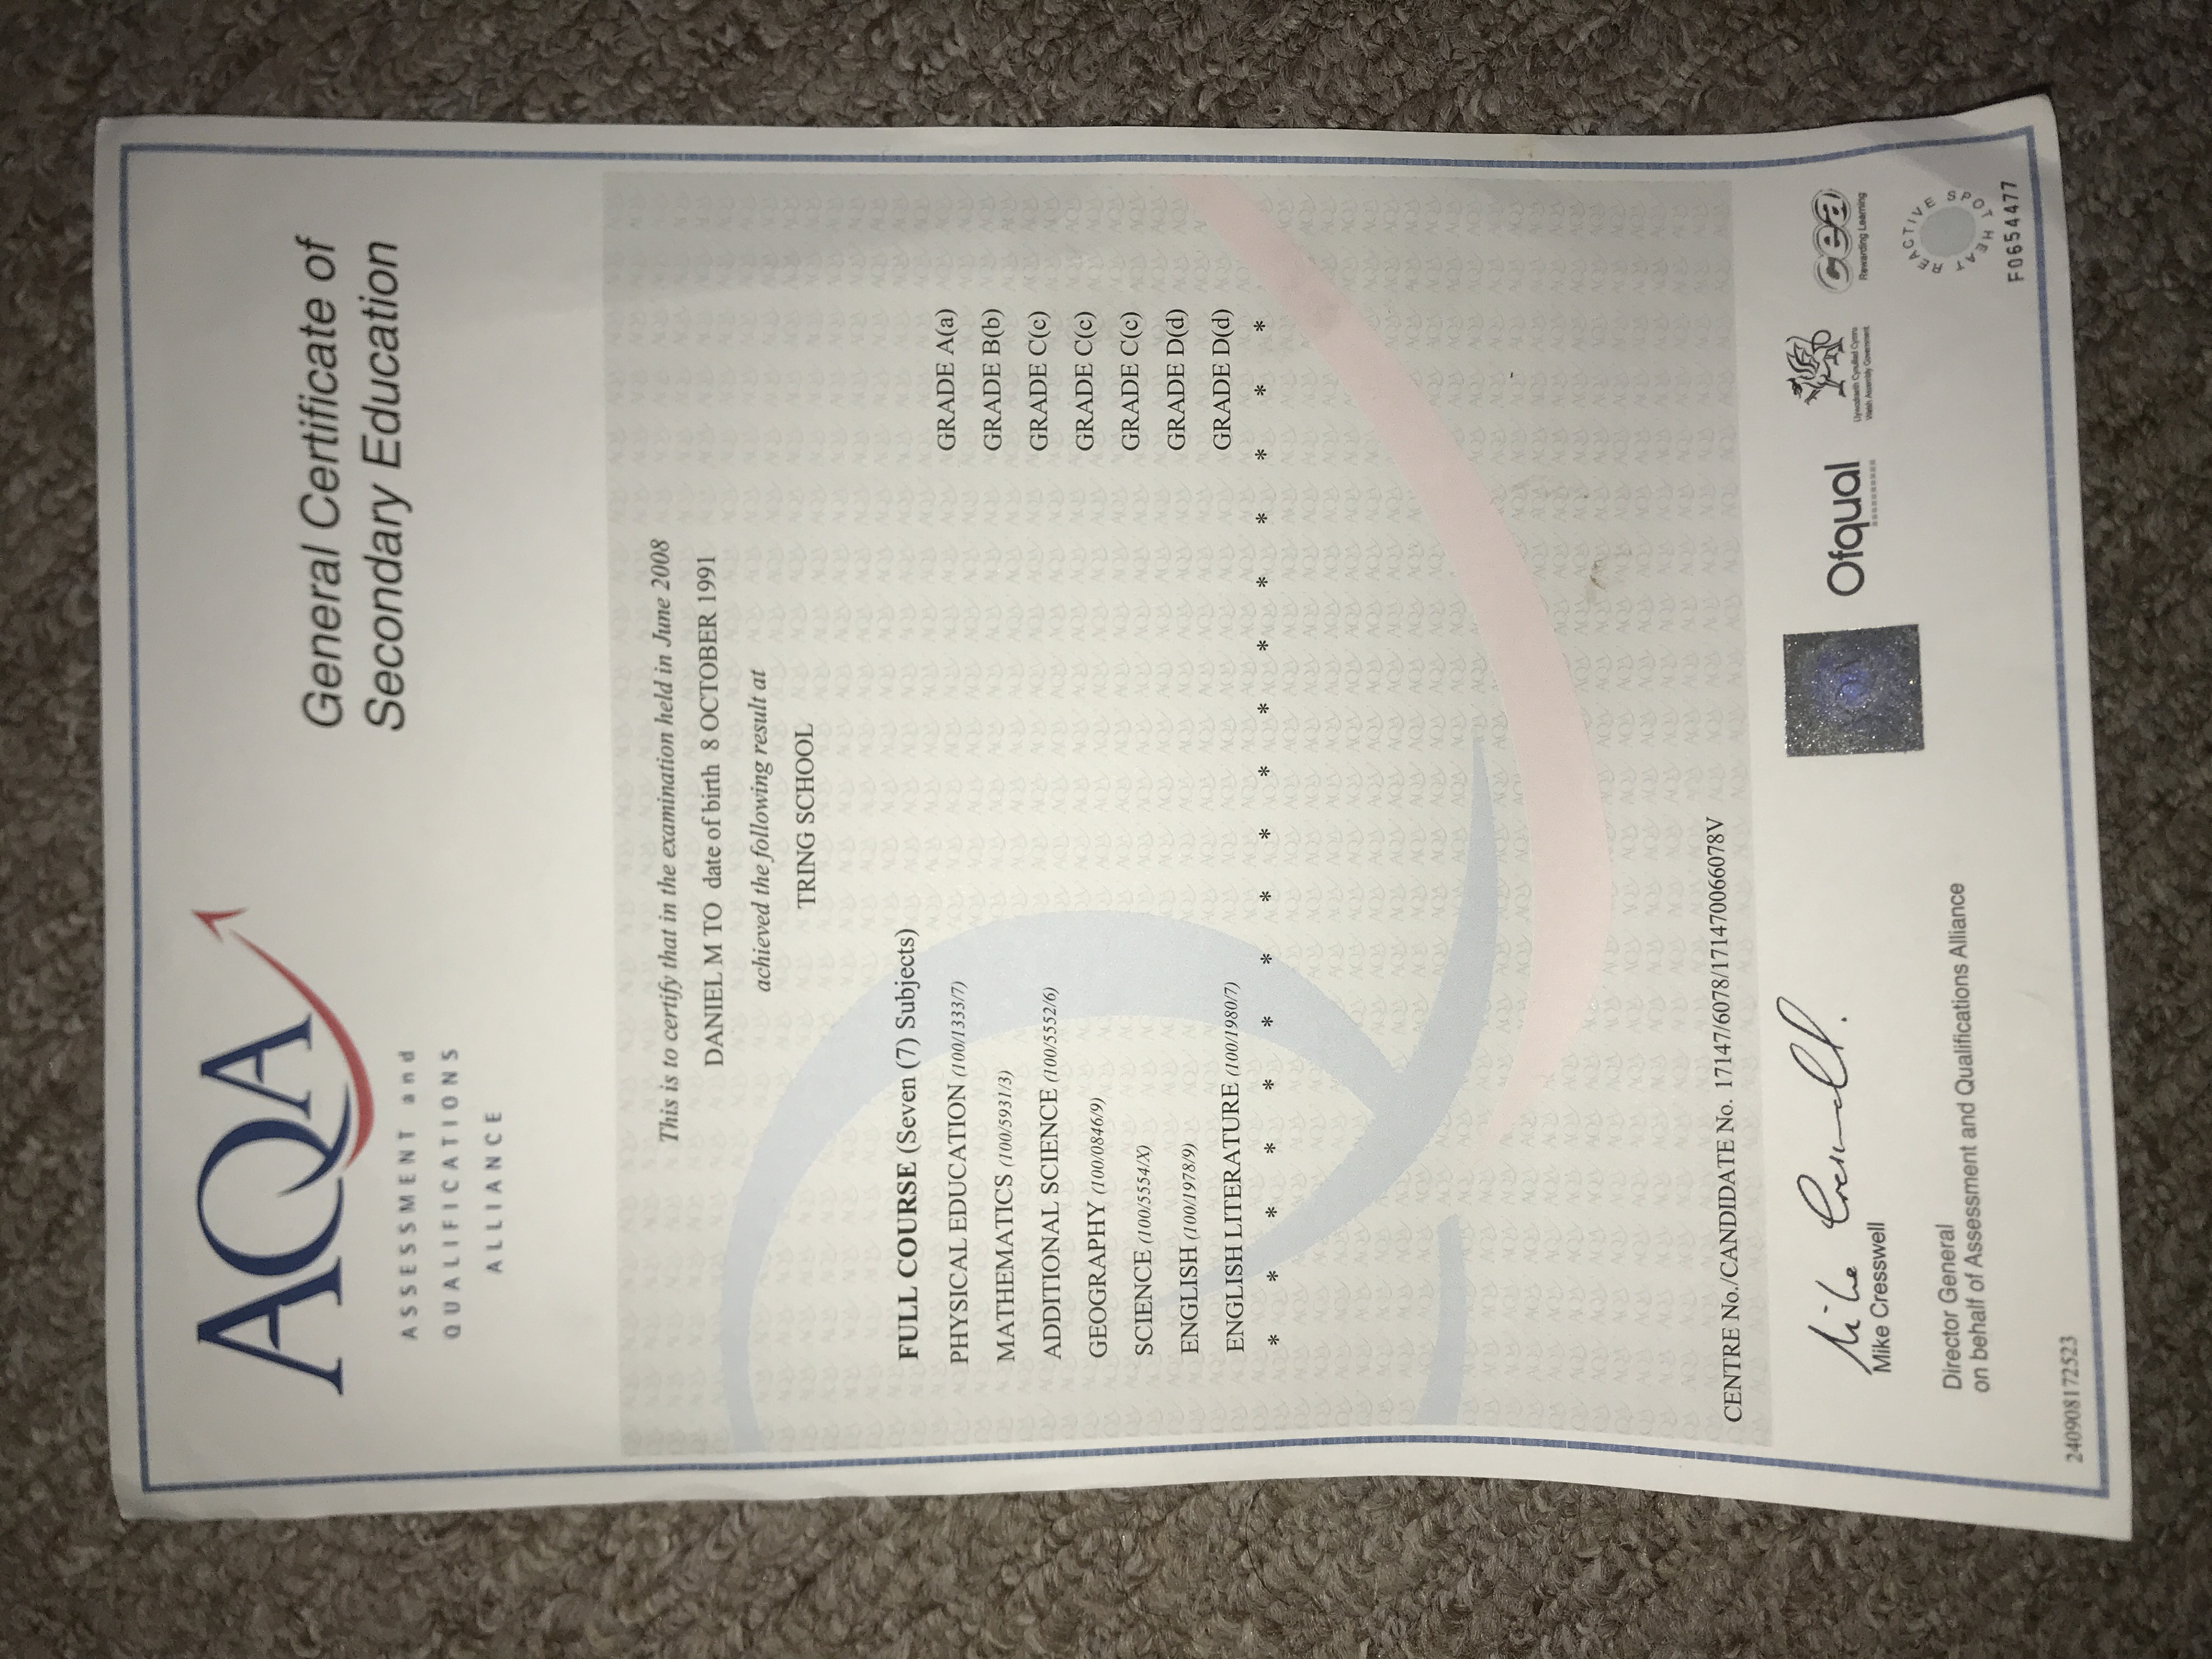 AQA
ASSESSMENT and
QUALIFICATIONS
ALLIANCE
General Certificate of
Secondary Education
This is to certify that in the examination held in June 2008
DANIEL M TO date of birth 8 OCTOBER 1991
achieved the following result at
TRING SCHOOL
FULL COURSE (Seven (7) Subjects)
PHYSICAL EDUCATION (100/1333/7) GRADE A(a)
MATHEMATICS (100/5931/3) GRADE B(b)
ADDITIONAL SCIENCE (100/5552/6) GRADE C(c)
GEOGRAPHY (100/0846/9) GRADE C(c)
SCIENCE (100/5554/X) GRADE C(c)
ENGLISH (100/1978/9) GRADE D(d)
ENGLISH LITERATURE (100/1980/7) GRADE D(d)
* * * * * * * * * * * * * * * * *
CENTRE No./CANDIDATE No. 17147/6078/171470066078V
Mike Cresswell.
Mike Cresswell
Director General
on behalf of Assessment and Qualifications Alliance
Ofqual
Llywodraeth Cynulliad Cymru
Welsh Assembly Government
cea
Rewarding Learning
HEAT REACTIVE SPOT
F0654477
240908172523